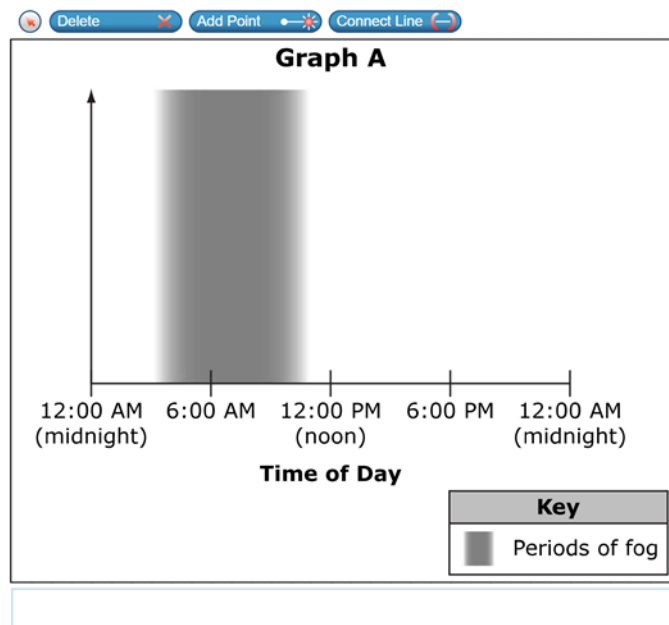 Delete Add Point Connect Line
Graph A
12:00 AM 6:00 AM 12:00 PM 6:00 PM 12:00 AM
(midnight) (noon) (midnight)
Time of Day
Key
Periods of fog